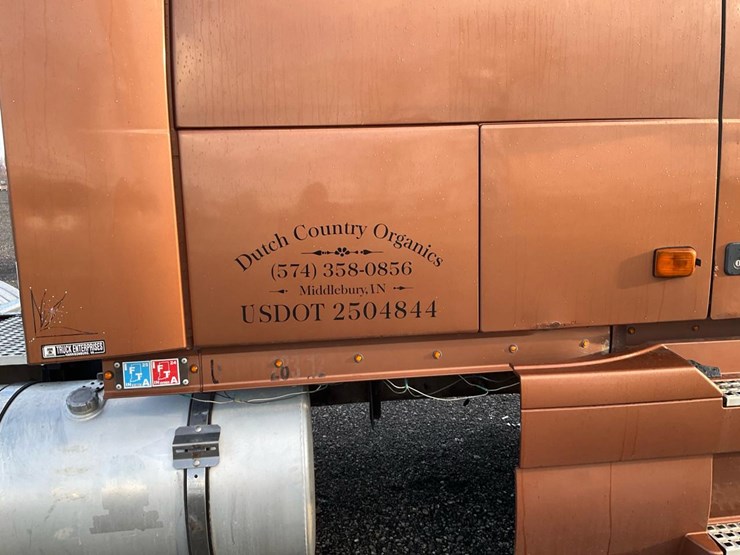 Dutch Country Organics
(574) 358-0856
Middlebury, IN
USDOT 2504844
TRUCK ENTERPRISES